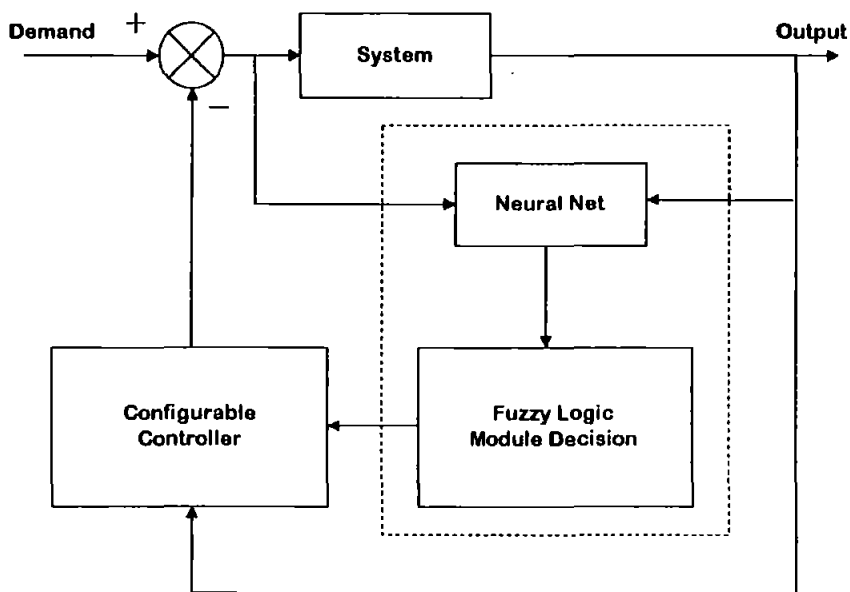 Demand
+
System
Output
−
Neural Net
Configurable
Controller
Fuzzy Logic
Module Decision